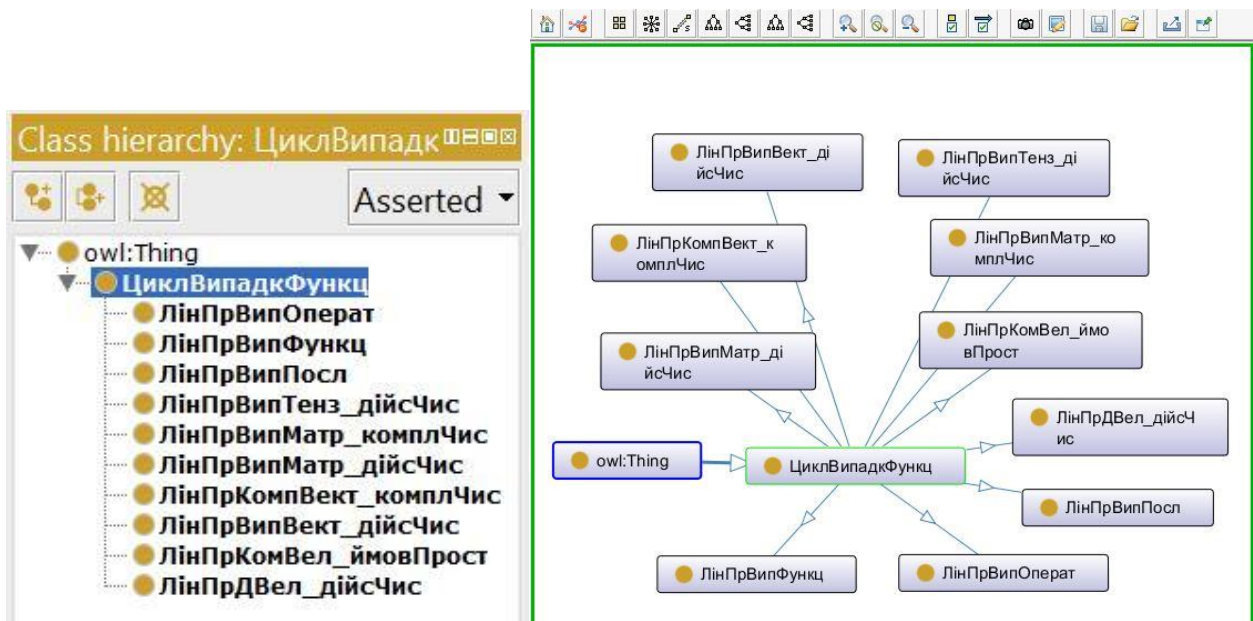 Class hierarchy: ЦиклВипадк
Asserted
owl:Thing
ЦиклВипадкФункц
ЛінПрВипОперат
ЛінПрВипФункц
ЛінПрВипПосл
ЛінПрВипТенз_дійсЧис
ЛінПрВипМатр_комплЧис
ЛінПрВипМатр_дійсЧис
ЛінПрКомпВект_комплЧис
ЛінПрВипВект_дійсЧис
ЛінПрКомВел_ймовПрост
ЛінПрДВел_дійсЧис
ЛінПрВипВект_ді
йсЧис
ЛінПрВипТенз_ді
йсЧис
ЛінПрКомпВект_к
омплЧис
ЛінПрВипМатр_ко
мплЧис
ЛінПрВипМатр_ді
йсЧис
ЛінПрКомВел_ймо
вПрост
ЛінПрДВел_дійсЧ
ис
owl:Thing
ЦиклВипадкФункц
ЛінПрВипПосл
ЛінПрВипФункц
ЛінПрВипОперат